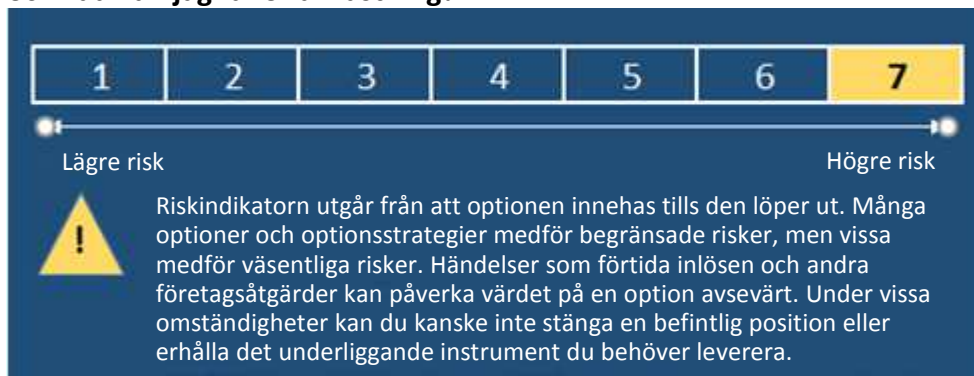 1 2 3 4 5 6 7
Lägre risk Högre risk
Riskindikatorn utgår från att optionen innehas tills den löper ut. Många
! optioner och optionsstrategier medför begränsade risker, men vissa
medför väsentliga risker. Händelser som förtida inlösen och andra
företagsåtgärder kan påverka värdet på en option avsevärt. Under vissa
omständigheter kan du kanske inte stänga en befintlig position eller
erhålla det underliggande instrument du behöver leverera.